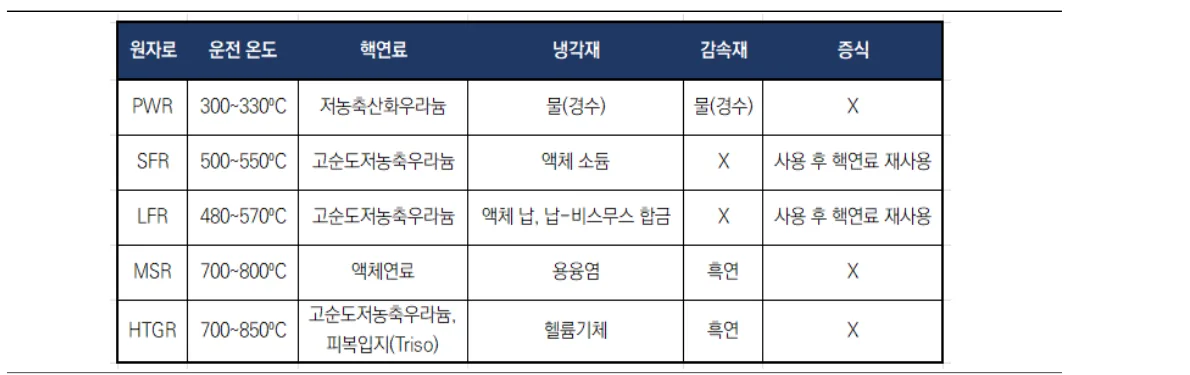 원자로 운전 온도 핵연료 냉각재 감속재 증식
PWR 300~330ºC 저농축산화우라늄 물(경수) 물(경수) X
SFR 500~550ºC 고순도저농축우라늄 액체 소듐 X 사용 후 핵연료 재사용
LFR 480~570ºC 고순도저농축우라늄 액체 납, 납-비스무스 합금 X 사용 후 핵연료 재사용
MSR 700~800ºC 액체연료 용융염 흑연 X
HTGR 700~850ºC 고순도저농축우라늄, 헬륨기체 흑연 X
피복입지(Triso)